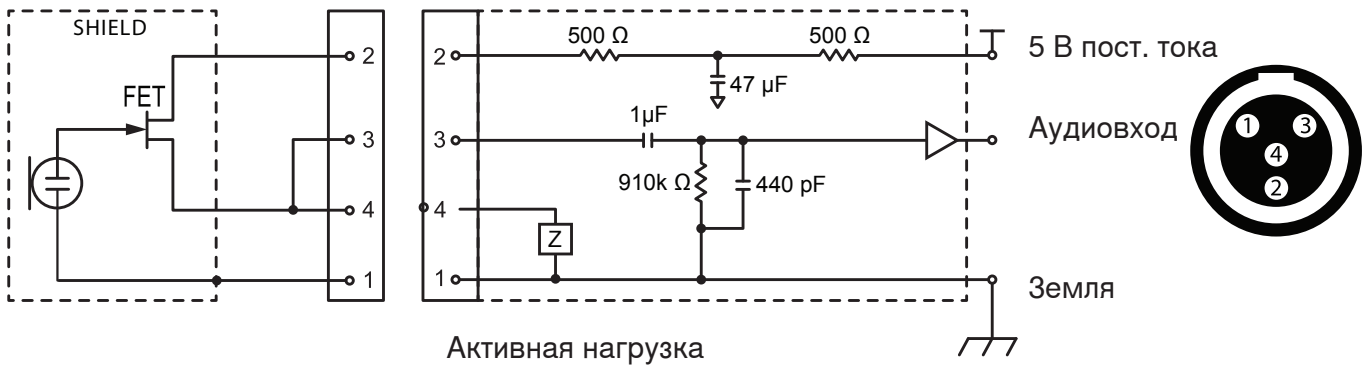 SHIELD
FET
2
3
4
1
2
3
4
1
500 Ω
500 Ω
47 µF
1µF
910k Ω
440 pF
Z
5 В пост. тока
Аудиовход
Земля
1
3
4
2
Активная нагрузка